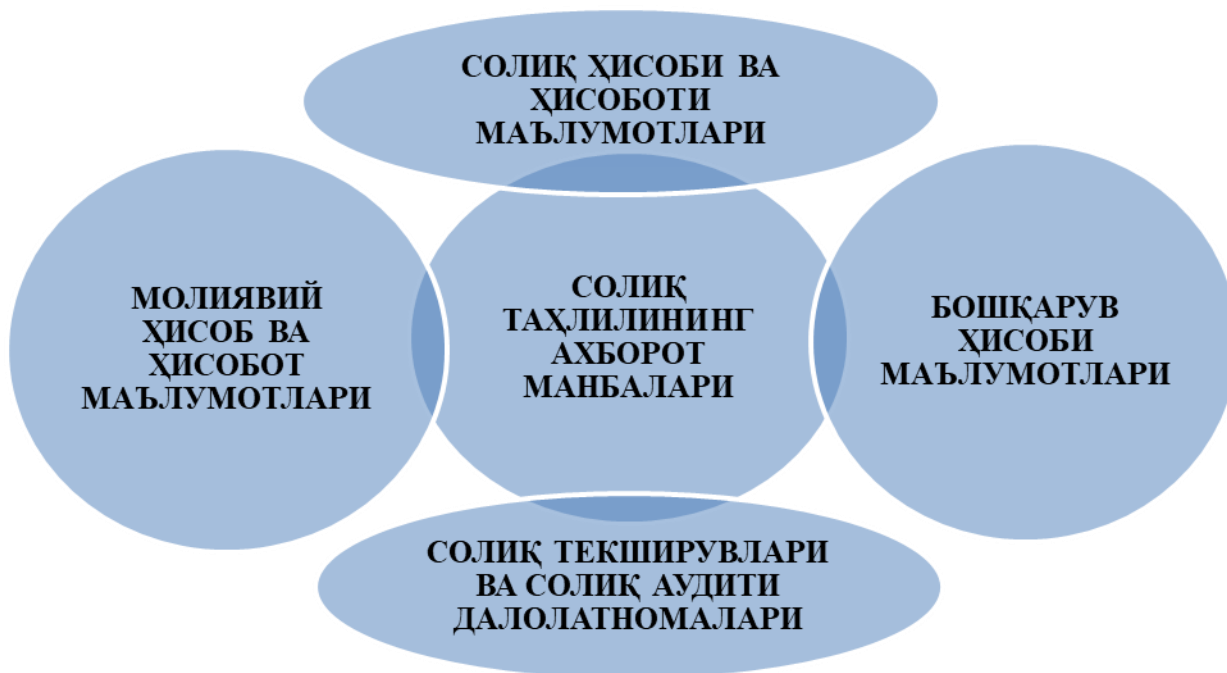 СОЛИҚ ҲИСОБИ ВА
ҲИСОБОТИ
МАЪЛУМОТЛАРИ
МОЛИЯВИЙ
ҲИСОБ ВА
ҲИСОБОТ
МАЪЛУМОТЛАРИ
СОЛИҚ
ТАҲЛИЛИНИНГ
АХБОРОТ
МАНБАЛАРИ
БОШҚАРУВ
ҲИСОБИ
МАЪЛУМОТЛАРИ
СОЛИҚ ТЕКШИРУВЛАРИ
ВА СОЛИҚ АУДИТИ
ДАЛОЛАТНОМАЛАРИ